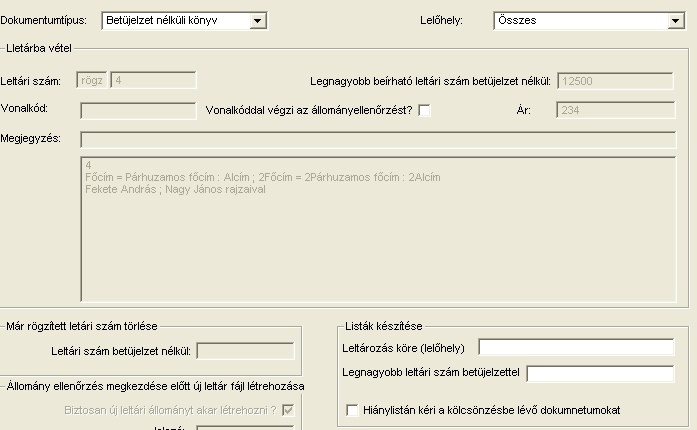 Dokumentumtípus: Betüjelzet nélküli könyv Lelőhely: Összes
Lletárba vétel
Leltári szám: rögz 4 Legnagyobb beírható leltári szám betüjelzet nélkül: 12500
Vonalkód: Vonalkóddal végzi az állományellenőrzést? Ár: 234
Megjegyzés:
4
Főcím = Párhuzamos főcím : Alcím ; 2Főcím = 2Párhuzamos főcím : 2Alcím
Fekete András ; Nagy János rajzaival
Már rögzített letári szám törlése
Leltári szám betüjelzet nélkül:
Listák készítése
Leltározás köre (lelőhely)
Legnagyobb leltári szám betüjelzettel
Hiánylistán kéri a kölcsönzésbe lévő dokumnetumokat
Állomány ellenőrzés megkezdése előtt új leltár fájl létrehozása
Biztosan új leltári állományt akar létrehozni ?